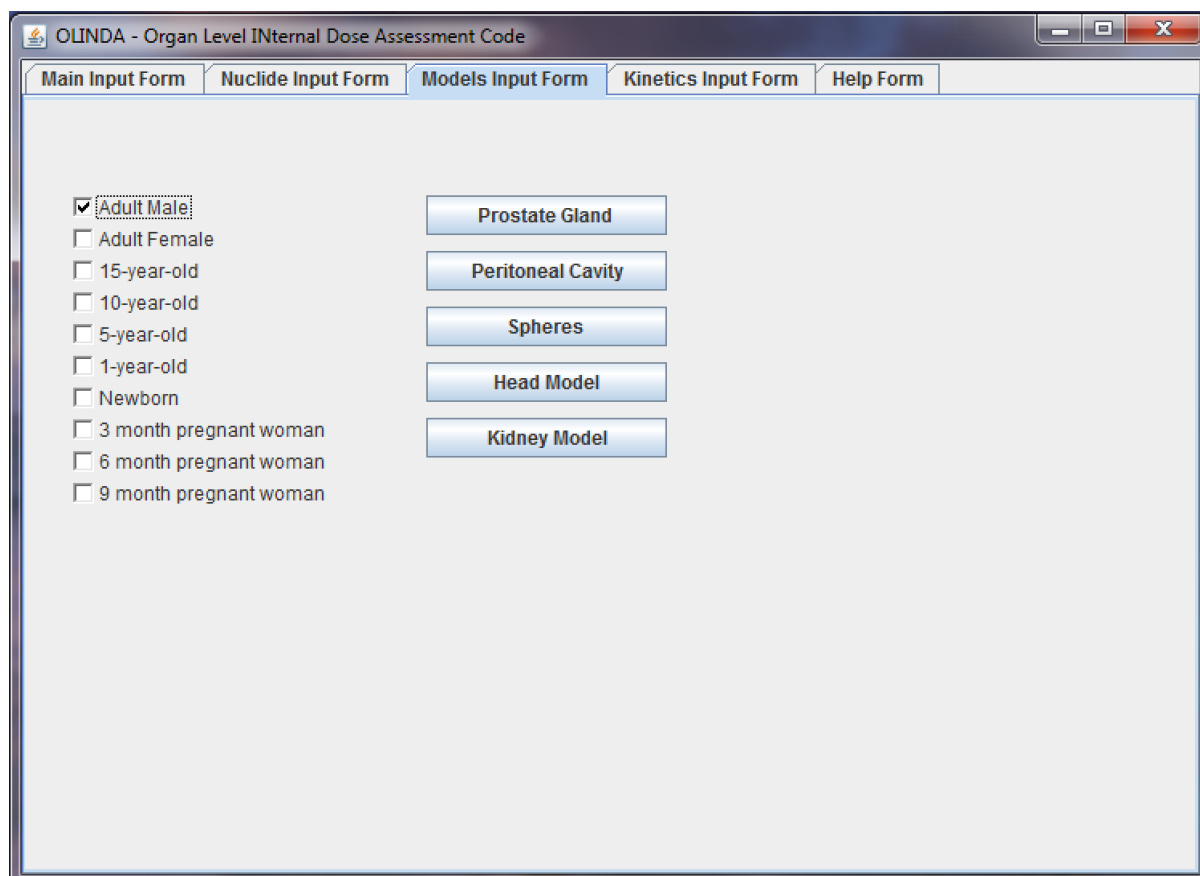 OLINDA - Organ Level INternal Dose Assessment Code
Main Input Form Nuclide Input Form Models Input Form Kinetics Input Form Help Form
Adult Male
Adult Female
15-year-old
10-year-old
5-year-old
1-year-old
Newborn
3 month pregnant woman
6 month pregnant woman
9 month pregnant woman
Prostate Gland
Peritoneal Cavity
Spheres
Head Model
Kidney Model